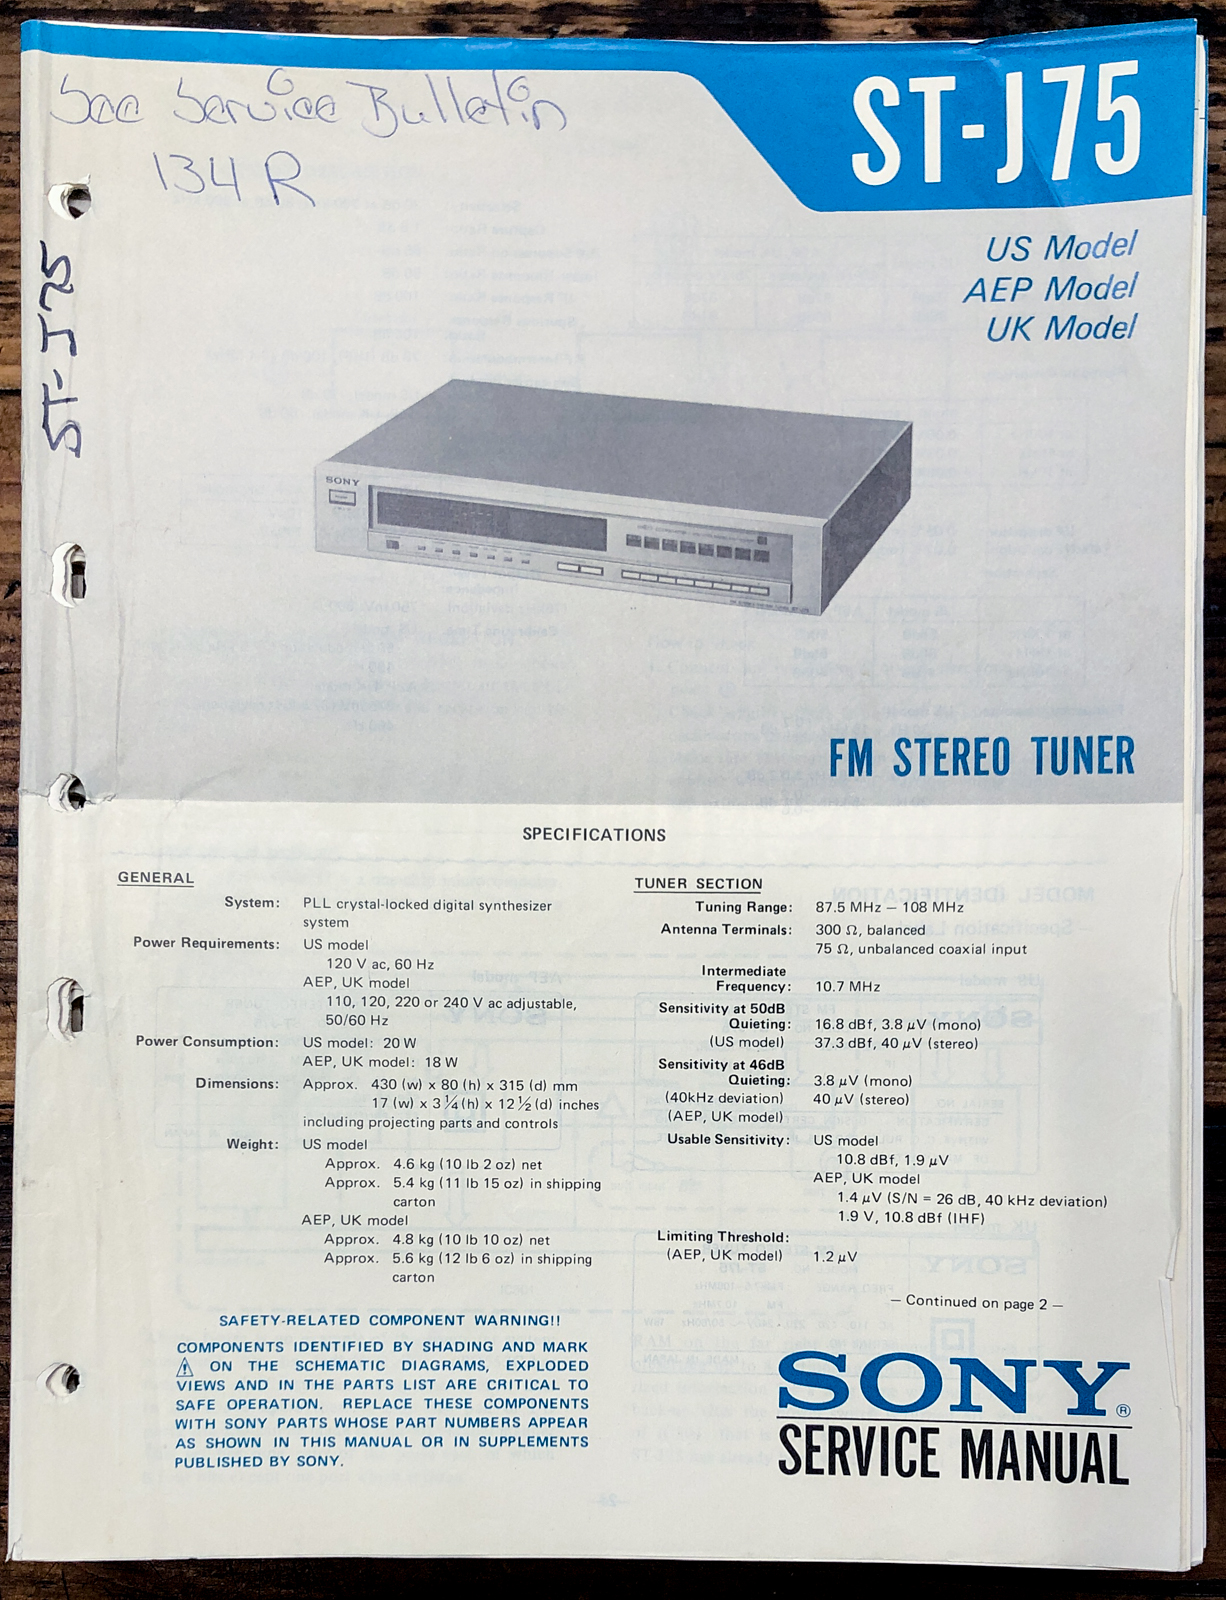 See Service Bulletin
134 R
ST-J75
ST-J75
US Model
AEP Model
UK Model
SONY
FM STEREO TUNER
SPECIFICATIONS
GENERAL
System: PLL crystal-locked digital synthesizer
system
Power Requirements: US model
120 V ac, 60 Hz
AEP, UK model
110, 120, 220 or 240 V ac adjustable,
50/60 Hz
Power Consumption: US model: 20 W
AEP, UK model: 18 W
Dimensions: Approx. 430 (w) x 80 (h) x 315 (d) mm
17 (w) x 3 1/4 (h) x 12 1/2 (d) inches
including projecting parts and controls
Weight: US model
Approx. 4.6 kg (10 lb 2 oz) net
Approx. 5.4 kg (11 lb 15 oz) in shipping
carton
AEP, UK model
Approx. 4.8 kg (10 lb 10 oz) net
Approx. 5.6 kg (12 lb 6 oz) in shipping
carton
TUNER SECTION
Tuning Range: 87.5 MHz – 108 MHz
Antenna Terminals: 300 Ω, balanced
75 Ω, unbalanced coaxial input
Intermediate
Frequency: 10.7 MHz
Sensitivity at 50dB
Quieting: 16.8 dBf, 3.8 μV (mono)
(US model) 37.3 dBf, 40 μV (stereo)
Sensitivity at 46dB
Quieting: 3.8 μV (mono)
(40kHz deviation) 40 μV (stereo)
(AEP, UK model)
Usable Sensitivity: US model
10.8 dBf, 1.9 μV
AEP, UK model
1.4 μV (S/N = 26 dB, 40 kHz deviation)
1.9 V, 10.8 dBf (IHF)
Limiting Threshold:
(AEP, UK model) 1.2 μV
– Continued on page 2 –
SAFETY-RELATED COMPONENT WARNING!!
COMPONENTS IDENTIFIED BY SHADING AND MARK
⚠ ON THE SCHEMATIC DIAGRAMS, EXPLODED
VIEWS AND IN THE PARTS LIST ARE CRITICAL TO
SAFE OPERATION. REPLACE THESE COMPONENTS
WITH SONY PARTS WHOSE PART NUMBERS APPEAR
AS SHOWN IN THIS MANUAL OR IN SUPPLEMENTS
PUBLISHED BY SONY.
SONY®
SERVICE MANUAL